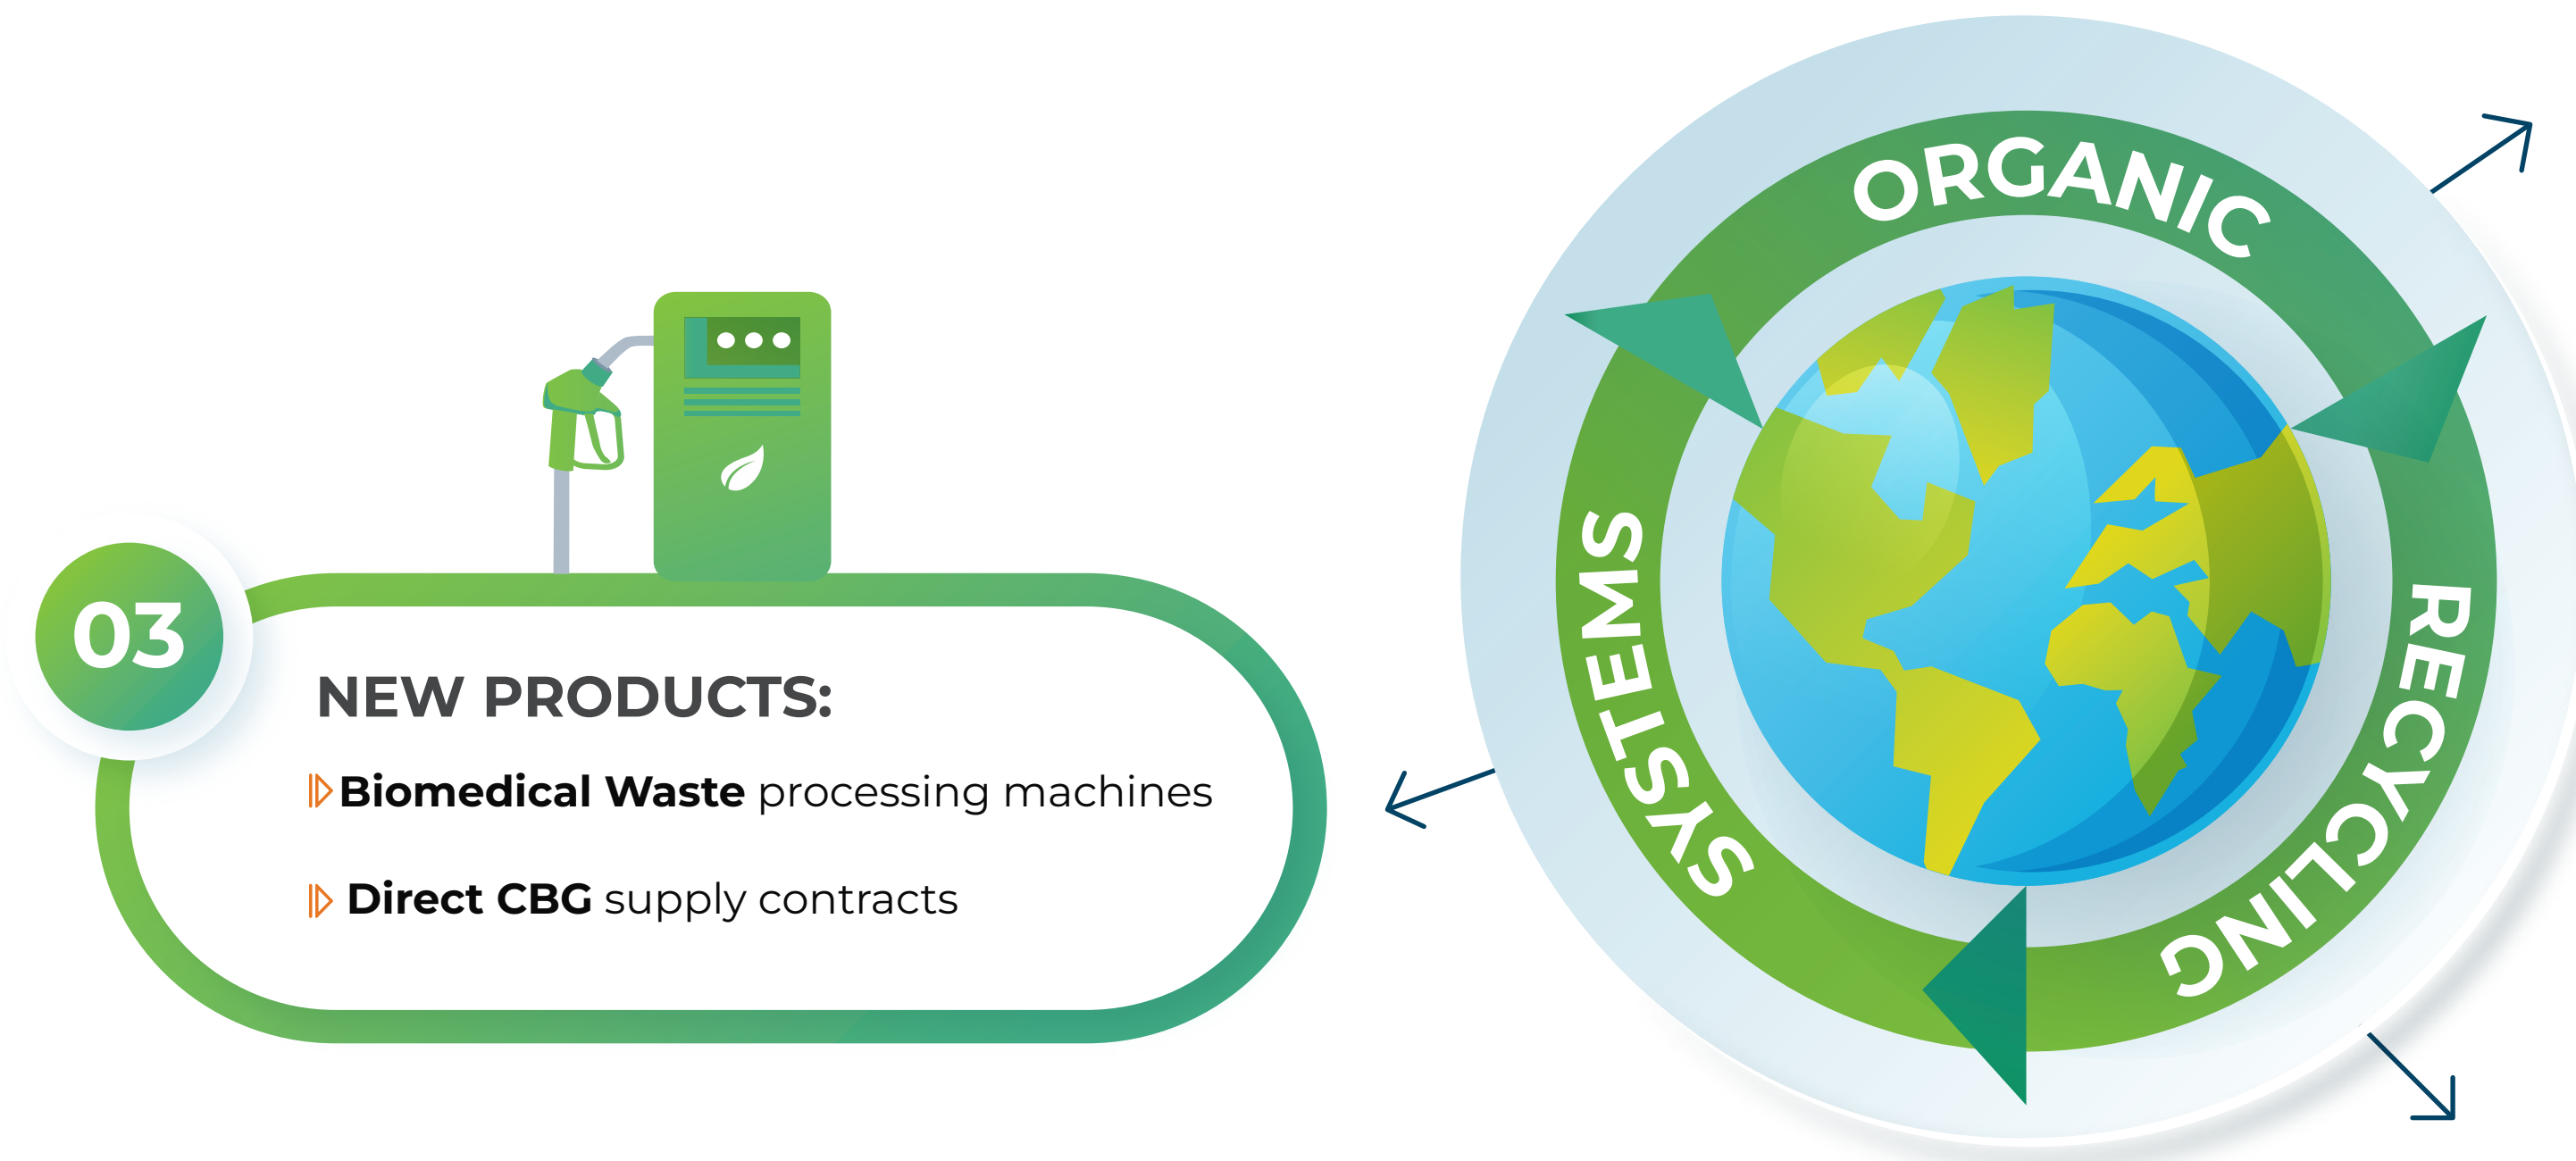 03
NEW PRODUCTS:
Biomedical Waste processing machines
Direct CBG supply contracts
ORGANIC
RECYCLING
SYSTEMS